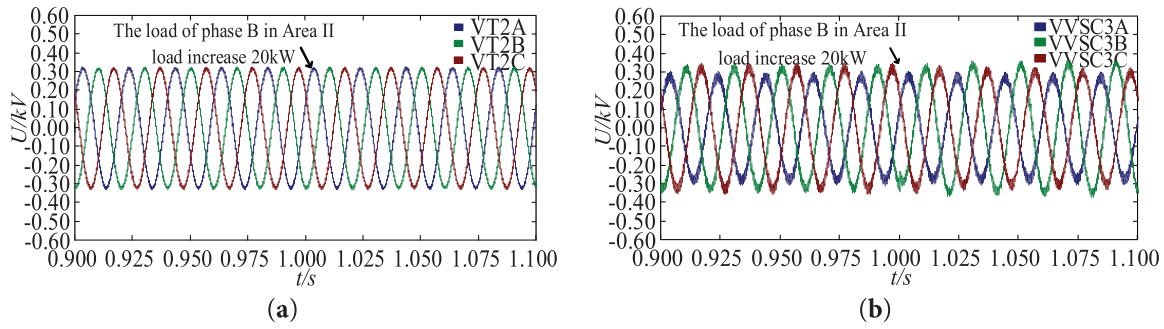 The load of phase B in Area II
load increase 20kW
VT2A
VT2B
VT2C
U/kV
0.60
0.50
0.40
0.30
0.20
0.10
0.00
-0.10
-0.20
-0.30
-0.40
-0.50
-0.60
0.900 0.925 0.950 0.975 1.000 1.025 1.050 1.075 1.100
t/s
(a)
The load of phase B in Area II
load increase 20kW
VVSC3A
VVSC3B
VVSC3C
U/kV
0.60
0.50
0.40
0.30
0.20
0.10
0.00
-0.10
-0.20
-0.30
-0.40
-0.50
-0.60
0.900 0.925 0.950 0.975 1.000 1.025 1.050 1.075 1.100
t/s
(b)